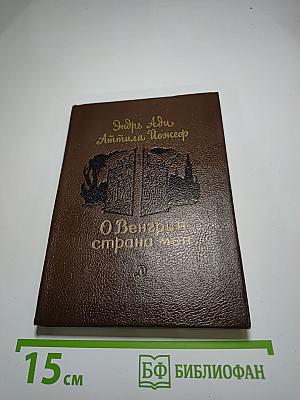 Эндре Ади
Аттила Йожеф
О Венгрия,
страна моя...
15 см
БФ БИБЛИОФАН